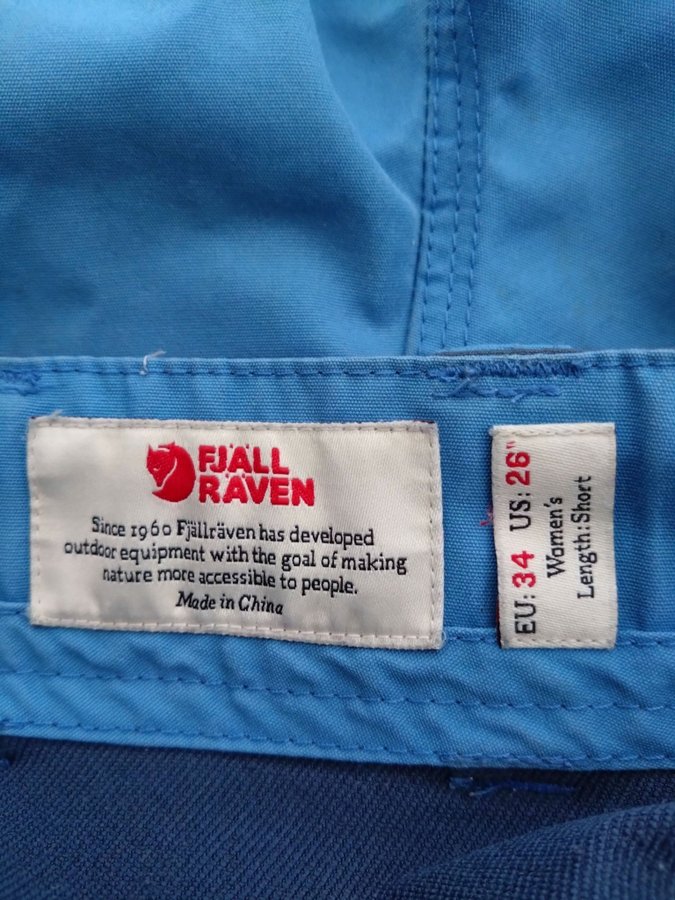 FJÄLL
RÄVEN
Since 1960 Fjällräven has developed
outdoor equipment with the goal of making
nature more accessible to people.
Made in China
EU: 34 US: 26"
Women's
Length: Short